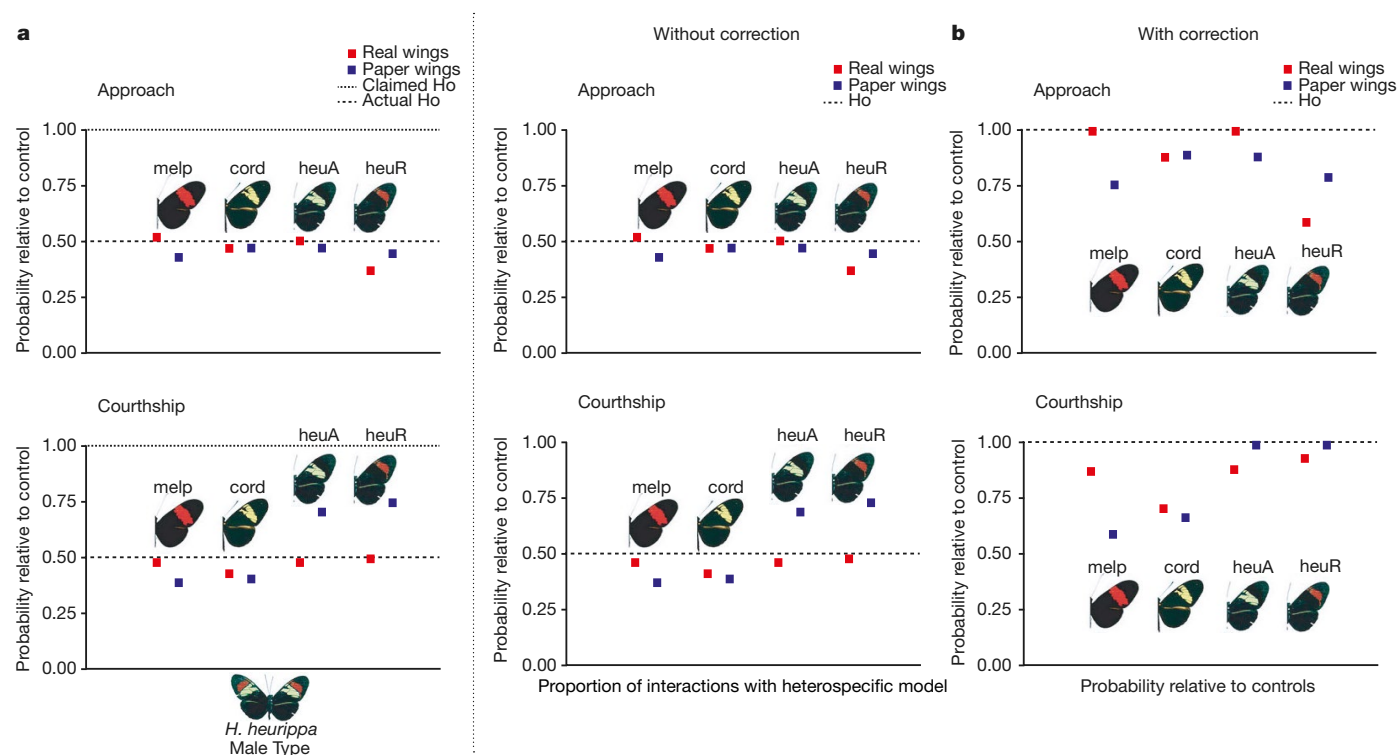 a
Real wings
Paper wings
Claimed Ho
Actual Ho
Approach
Probability relative to control
1.00
0.75
0.50
0.25
0.00
melp
cord
heuA
heuR
Courthship
Probability relative to control
1.00
0.75
0.50
0.25
0.00
melp
cord
heuA
heuR
H. heurippa
Male Type
Without correction
Real wings
Paper wings
Ho
Approach
Probability relative to control
1.00
0.75
0.50
0.25
0.00
melp
cord
heuA
heuR
Courthship
Probability relative to control
1.00
0.75
0.50
0.25
0.00
melp
cord
heuA
heuR
Proportion of interactions with heterospecific model
b
With correction
Real wings
Paper wings
Ho
Approach
Probability relative to control
1.00
0.75
0.50
0.25
0.00
melp
cord
heuA
heuR
Courthship
Probability relative to control
1.00
0.75
0.50
0.25
0.00
melp
cord
heuA
heuR
Probability relative to controls